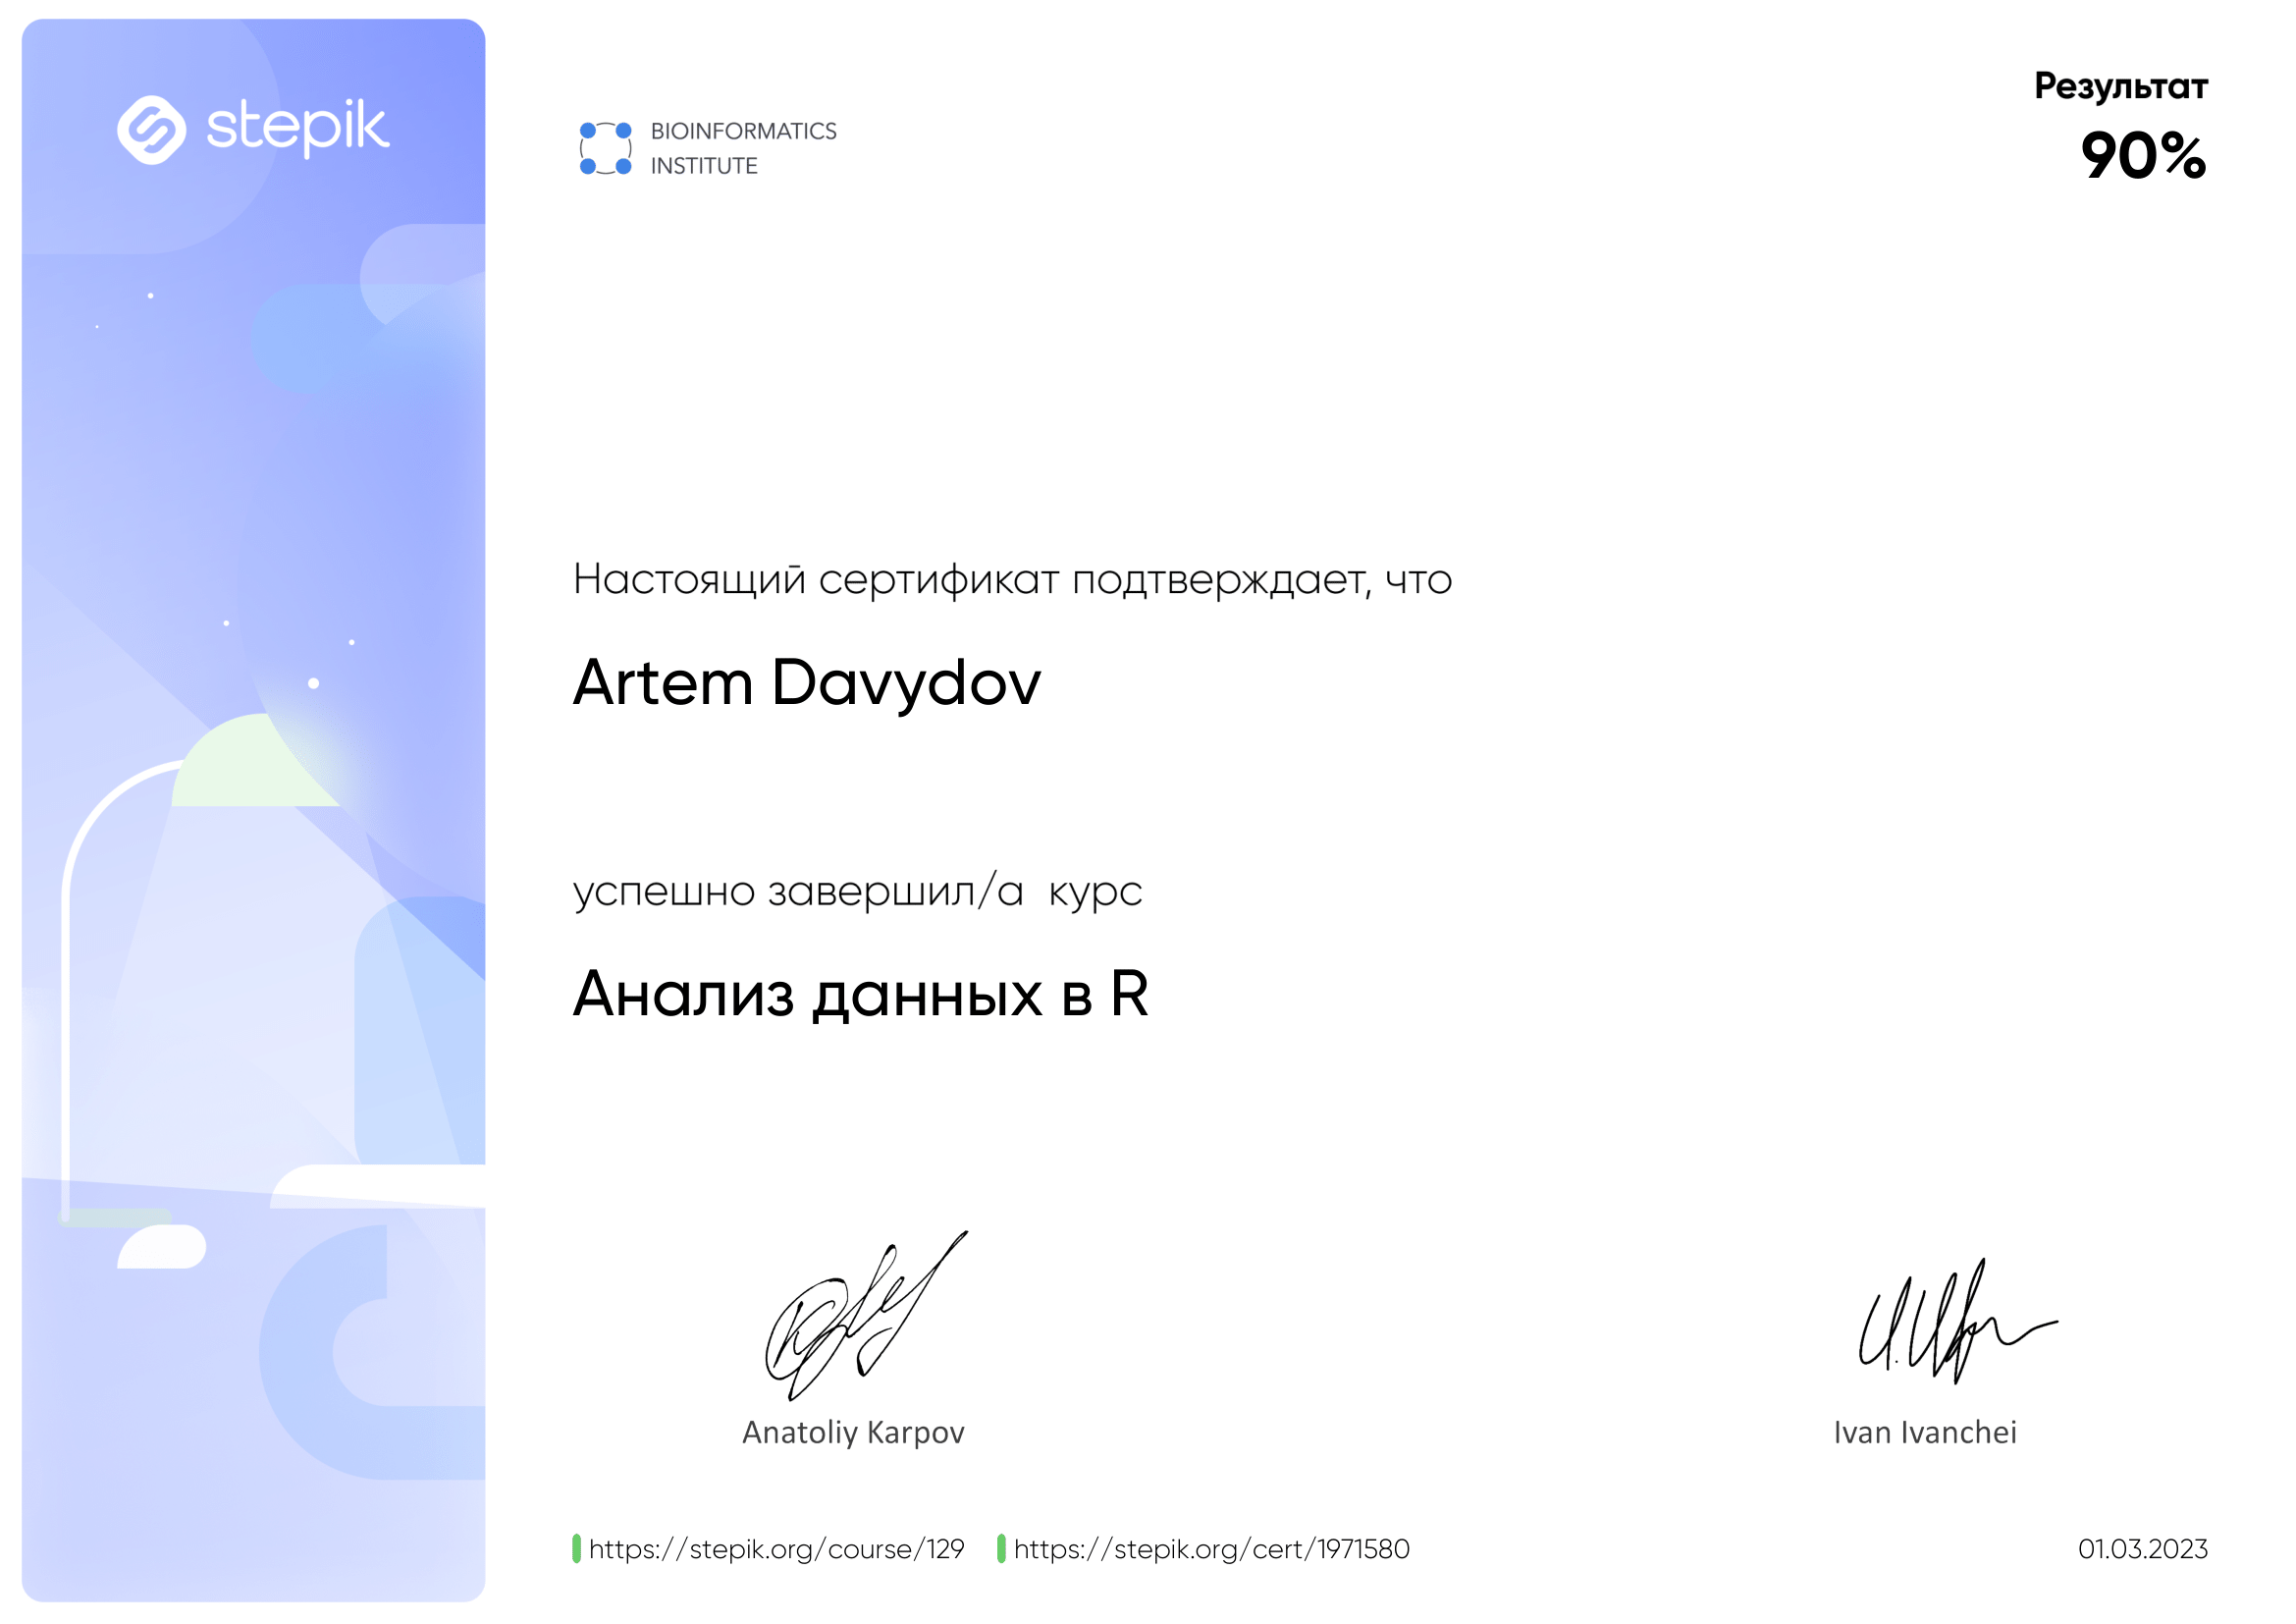 stepik
BIOINFORMATICS
INSTITUTE
Результат
90%
Настоящий сертификат подтверждает, что
Artem Davydov
успешно завершил/а курс
Анализ данных в R
Anatoliy Karpov
Ivan Ivanchei
https://stepik.org/course/129
https://stepik.org/cert/1971580
01.03.2023